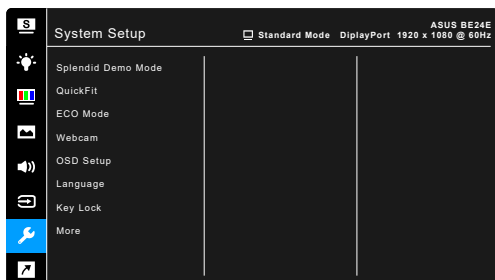 S
ASUS BE24E
System Setup
Standard Mode DiplayPort 1920 x 1080 @ 60Hz
Splendid Demo Mode
QuickFit
ECO Mode
Webcam
OSD Setup
Language
Key Lock
More